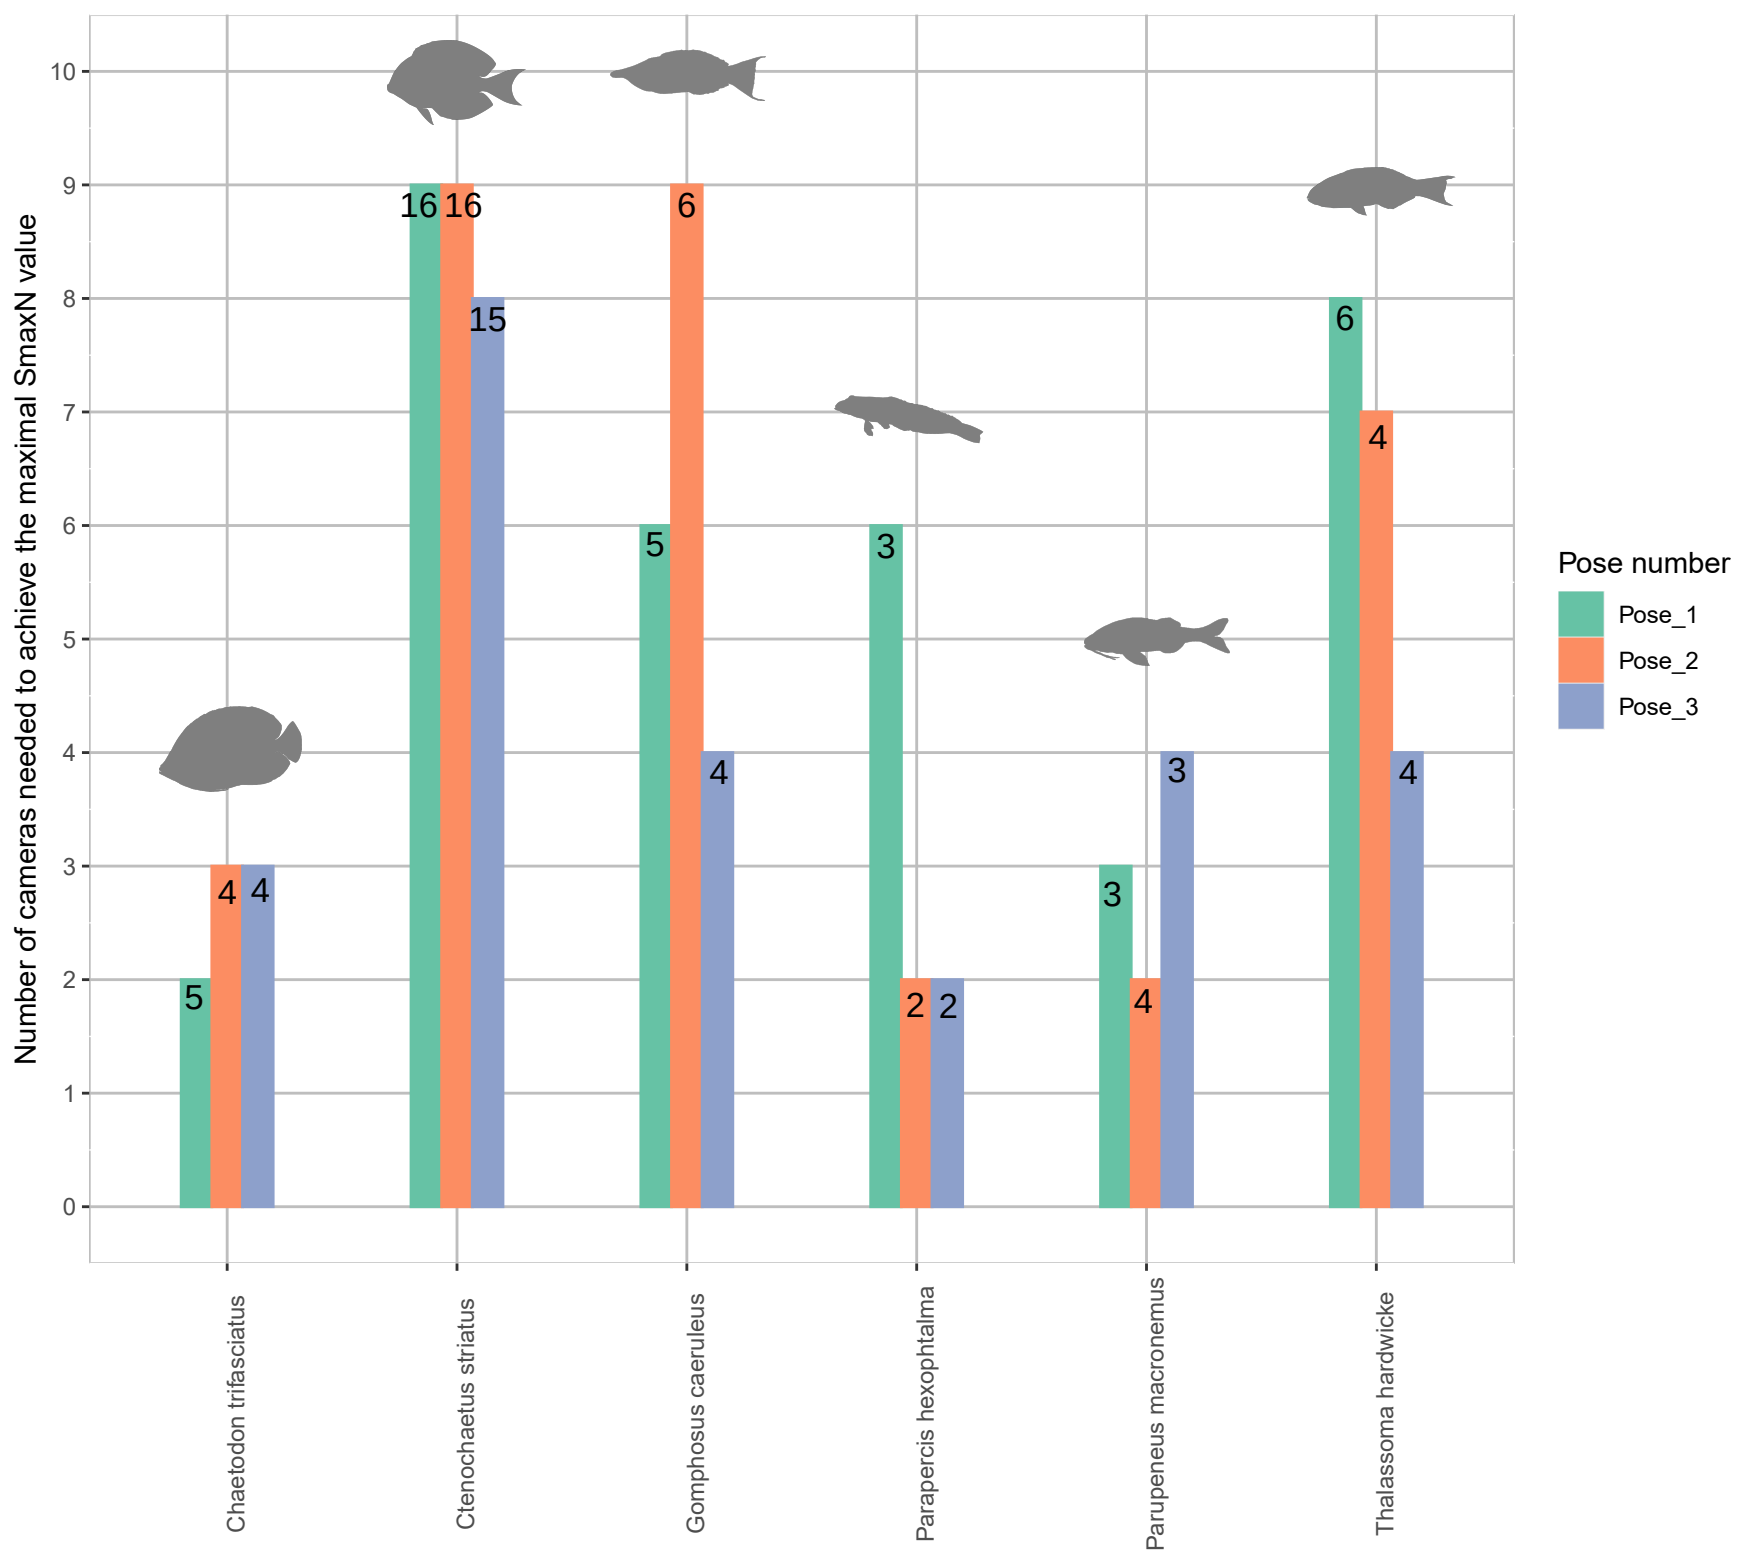 Number of cameras needed to achieve the maximal SmaxN value
10
9
8
7
6
5
4
3
2
1
0
16 16 6
15
6
4
5 3
4 3
4 4 3
5 2 2 4
4
Chaetodon trifasciatus
Ctenochaetus striatus
Gomphosus caeruleus
Parapercis hexophtalma
Parupeneus macronemus
Thalassoma hardwicke
Pose number
Pose_1
Pose_2
Pose_3